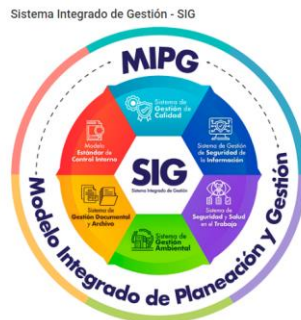 Sistema Integrado de Gestión - SIG
MIPG
Sistema de
Gestión de
Calidad
Modelo
Estándar de
Control Interno
Sistema de Gestión
de Seguridad de
la Información
SIG
Sistema Integrado de Gestión
Sistema de
Gestión Documental
y Archivo
Sistema de
Seguridad y Salud
en el Trabajo
Sistema de
Gestión
Ambiental
Modelo Integrado de Planeación y Gestión